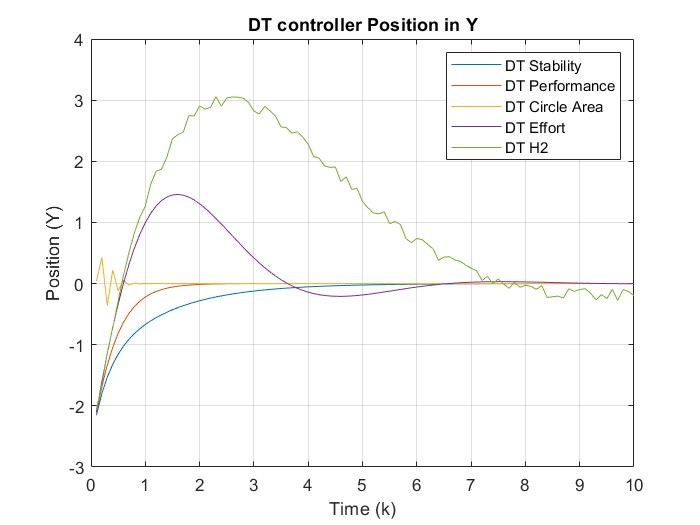 DT controller Position in Y
4
3
2
1
0
-1
-2
-3
Position (Y)
DT Stability
DT Performance
DT Circle Area
DT Effort
DT H2
0 1 2 3 4 5 6 7 8 9 10
Time (k)